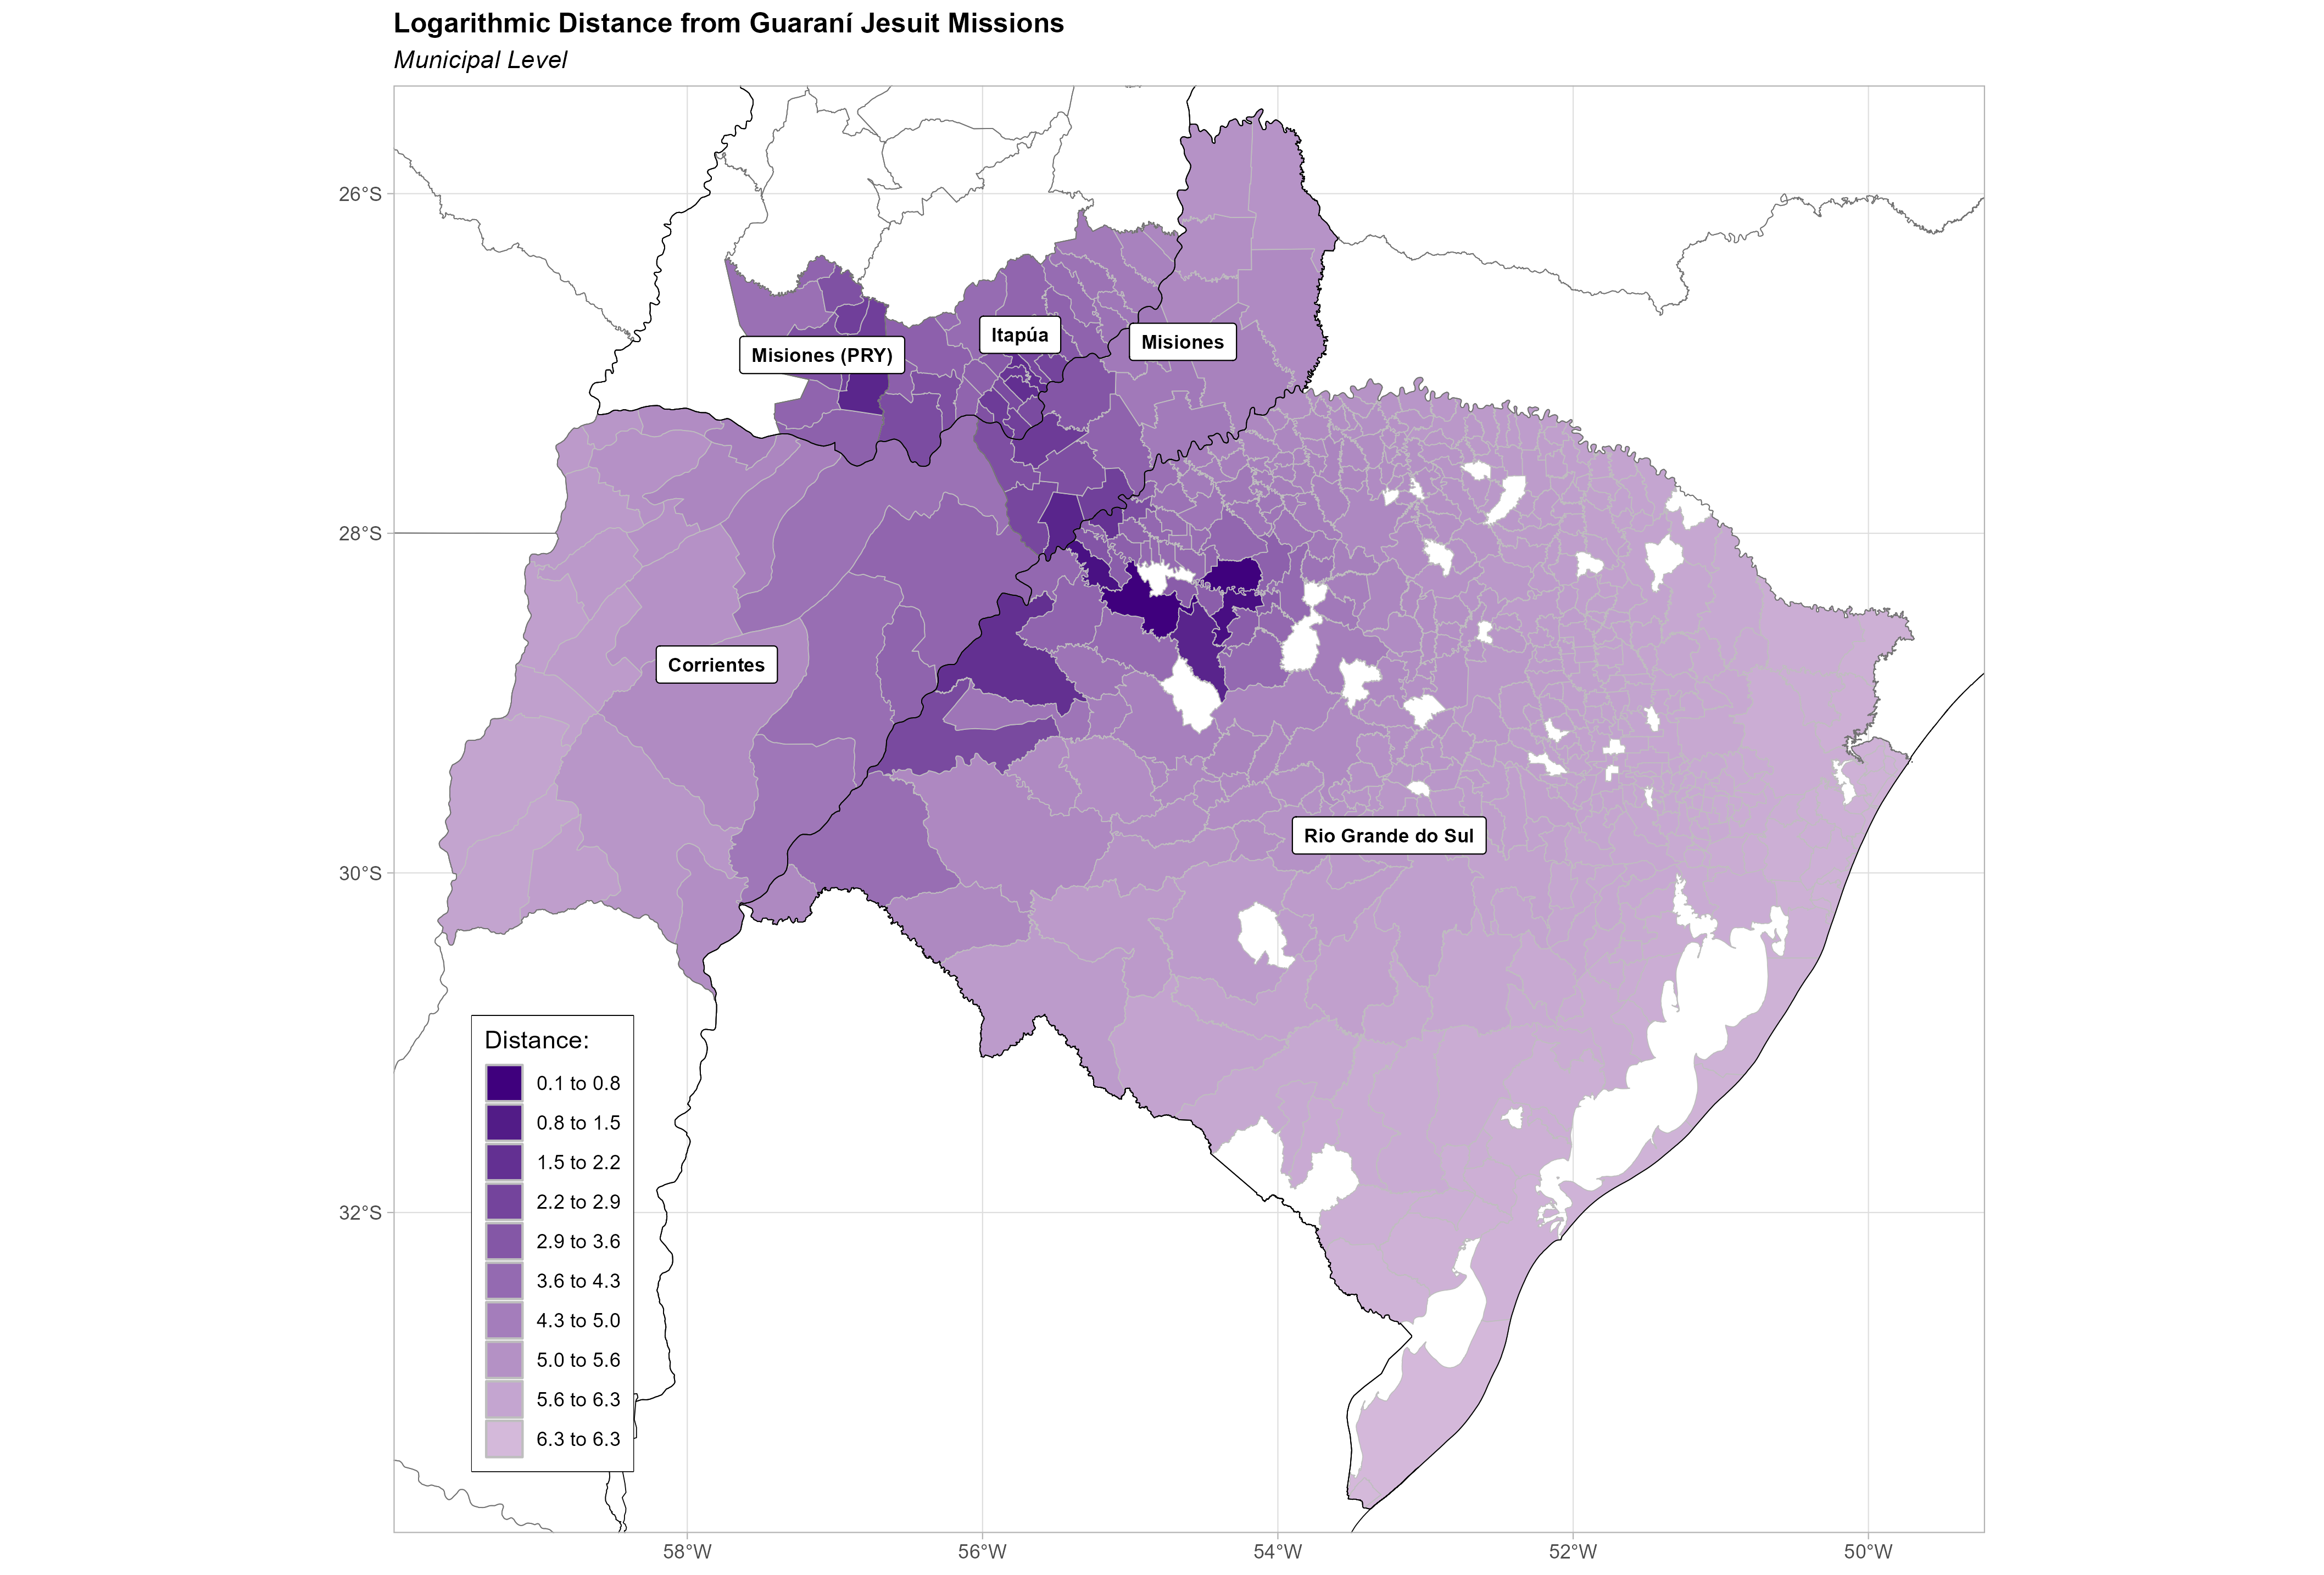 Logarithmic Distance from Guaraní Jesuit Missions
Municipal Level
26°S
28°S
30°S
32°S
Itapúa
Misiones
Misiones (PRY)
Corrientes
Rio Grande do Sul
Distance:
0.1 to 0.8
0.8 to 1.5
1.5 to 2.2
2.2 to 2.9
2.9 to 3.6
3.6 to 4.3
4.3 to 5.0
5.0 to 5.6
5.6 to 6.3
6.3 to 6.3
58°W 56°W 54°W 52°W 50°W